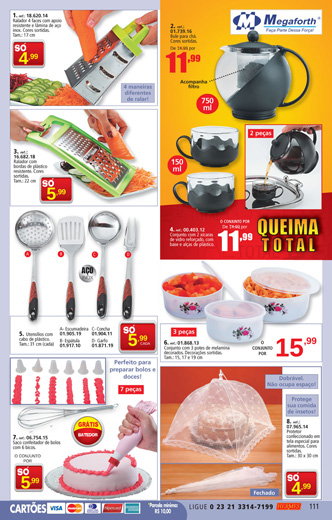 1. ref.: 18.620.14
Ralador 4 faces com apoio
resistente e lâmina de aço
inox. Cores sortidas.
Tam.: 17 cm
SÓ
4,99
4 maneiras
diferentes
de ralar!
2. ref.:
01.739.16
Bule para chá.
Cores sortidas.
De 14,99 por
11,99
Megaforth®
Faça Parte Dessa Força!
Acompanha
filtro
750
ml
3. ref.:
16.682.18
Ralador com
bordas de plástico
resistente. Cores
sortidas.
Tam.: 22 cm
SÓ
5,99
2 peças
150
ml
4. ref.: 00.403.12
Conjunto com 2 xícaras
de vidro reforçado, com
base e alças de plástico.
O CONJUNTO
POR
11,99
QUEIMA
TOTAL
A
B
C
D
AÇO
5. Utensílios com
cabo de plástico.
Tam.: 31 cm (cada)
A- Escumadeira
01.905.19
B- Espátula
01.917.10
C- Concha
01.904.11
D- Garfo
01.871.19
SÓ
5,99
CADA
3 peças
6. ref.: 01.868.13
Conjunto com 3 potes de melamina
decorados. Decorações sortidas.
Tam.: 15, 17 e 19 cm
O
CONJUNTO
POR
15,99
Perfeito para
preparar bolos e
doces!
7 peças
GRÁTIS
BATEDOR
7. ref.: 06.754.15
Saco confeitador de bolos
com 6 bicos.
O CONJUNTO
POR
SÓ
5,99
Dobrável.
Não ocupa espaço!
Protege
sua comida
de insetos!
8. ref.:
07.965.14
Protetor
confeccionado em
tela especial
para alimentos.
Cores sortidas.
Tam.: 30 x 30 cm
Fechado
SÓ
4,99
CARTÕES
VISA
*Parcela mínima:
R$ 10,00
LIGUE 0 23 21 3314-7199
111